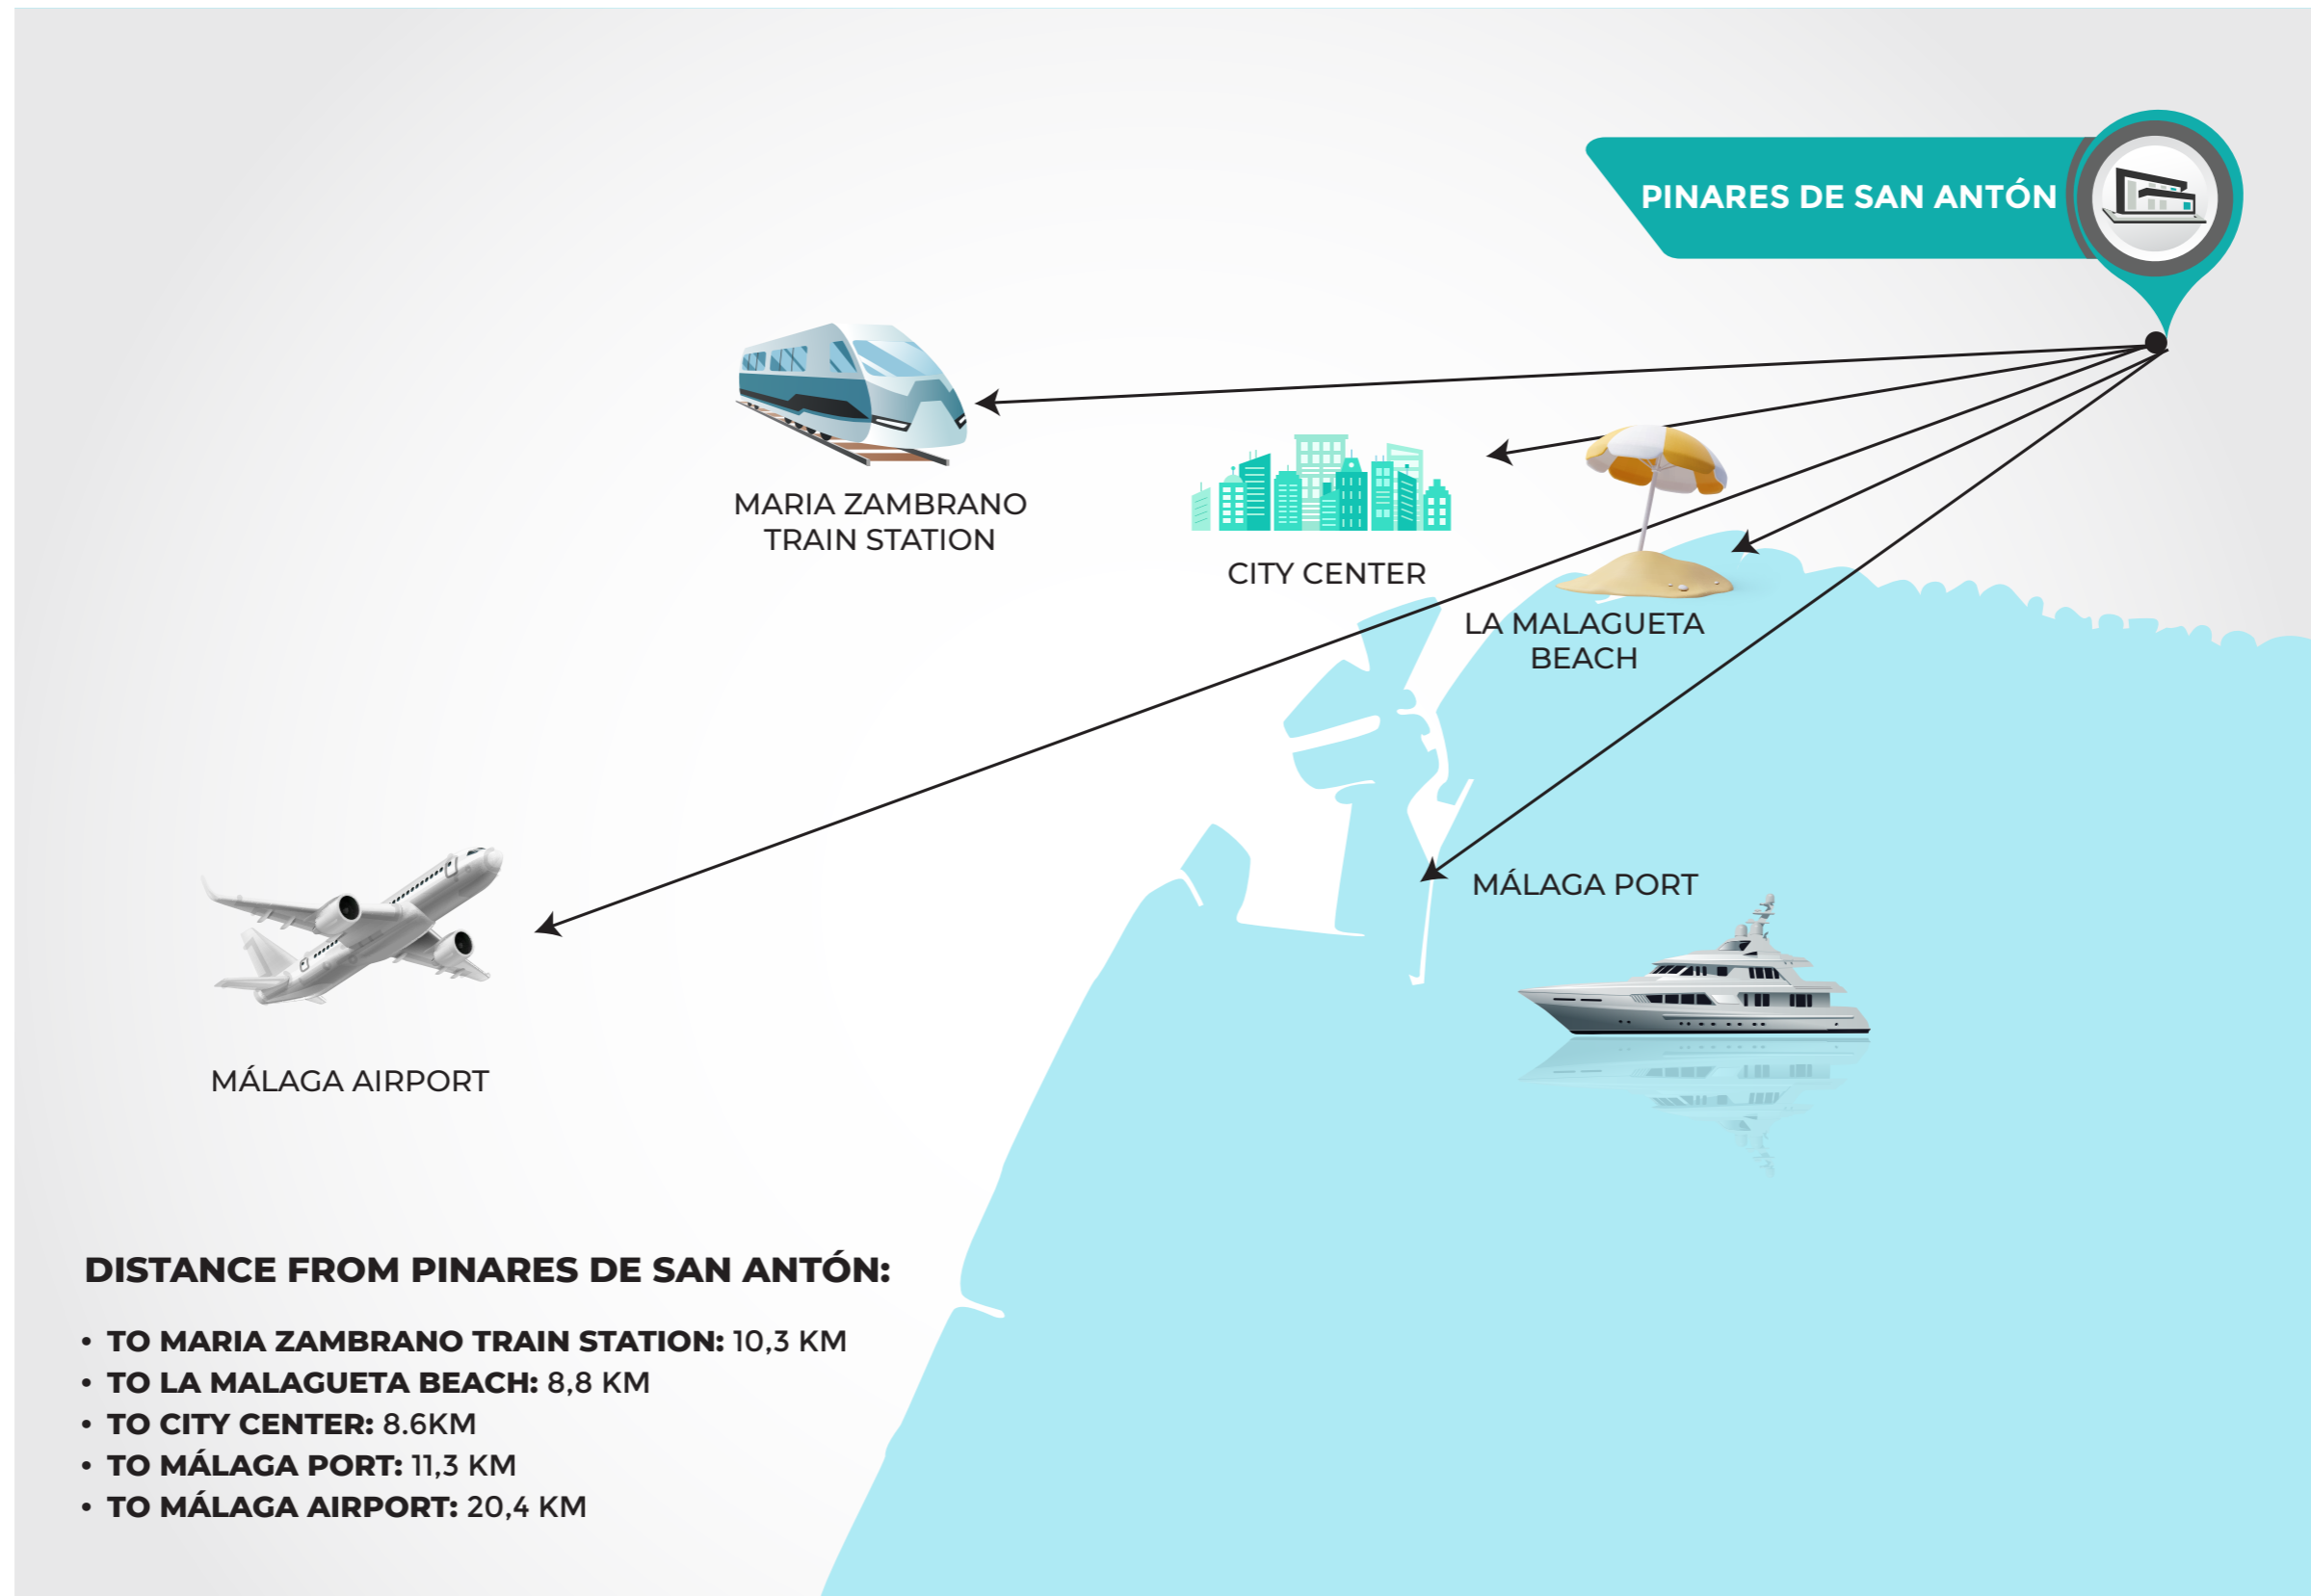 PINARES DE SAN ANTÓN
MARIA ZAMBRANO
TRAIN STATION
CITY CENTER
LA MALAGUETA
BEACH
MÁLAGA PORT
MÁLAGA AIRPORT
DISTANCE FROM PINARES DE SAN ANTÓN:
• TO MARIA ZAMBRANO TRAIN STATION: 10,3 KM
• TO LA MALAGUETA BEACH: 8,8 KM
• TO CITY CENTER: 8.6KM
• TO MÁLAGA PORT: 11,3 KM
• TO MÁLAGA AIRPORT: 20,4 KM